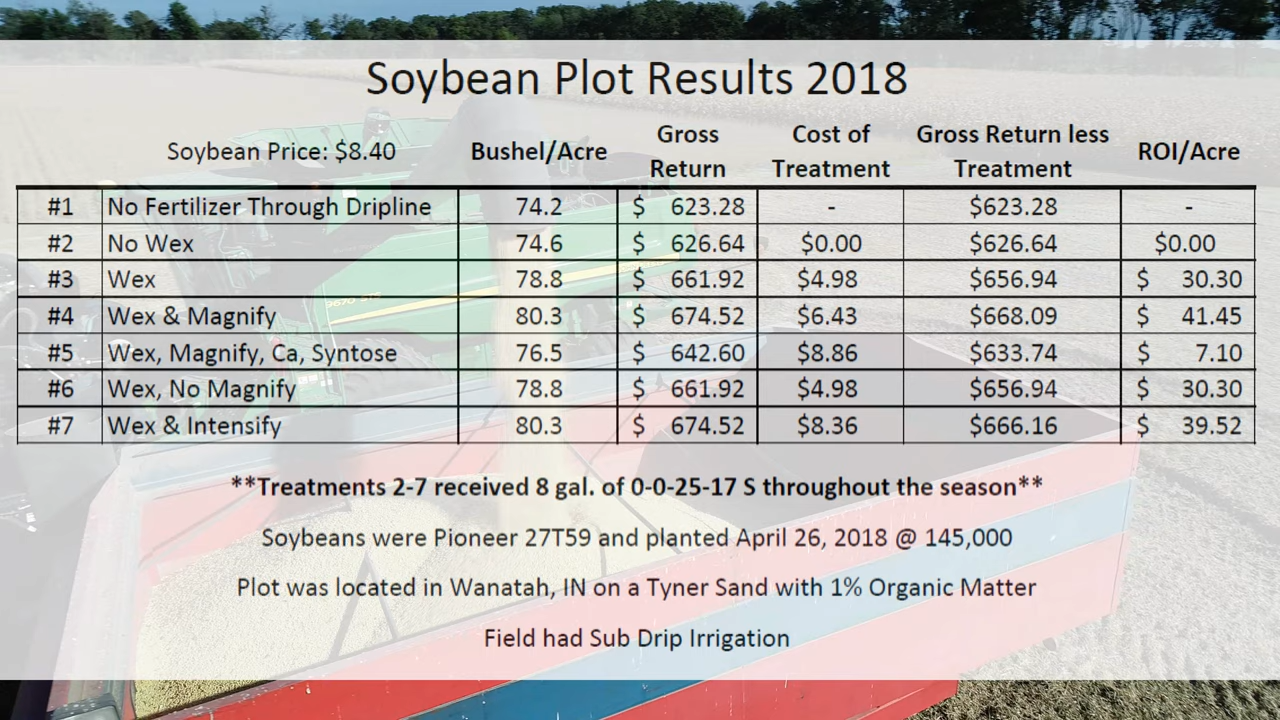 Soybean Plot Results 2018
Soybean Price: $8.40 Bushel/Acre Gross Return Cost of Treatment Gross Return less Treatment ROI/Acre
#1 No Fertilizer Through Dripline 74.2 $ 623.28 - $623.28 -
#2 No Wex 74.6 $ 626.64 $0.00 $626.64 $0.00
#3 Wex 78.8 $ 661.92 $4.98 $656.94 $ 30.30
#4 Wex & Magnify 80.3 $ 674.52 $6.43 $668.09 $ 41.45
#5 Wex, Magnify, Ca, Syntose 76.5 $ 642.60 $8.86 $633.74 $ 7.10
#6 Wex, No Magnify 78.8 $ 661.92 $4.98 $656.94 $ 30.30
#7 Wex & Intensify 80.3 $ 674.52 $8.36 $666.16 $ 39.52
**Treatments 2-7 received 8 gal. of 0-0-25-17 S throughout the season**
Soybeans were Pioneer 27T59 and planted April 26, 2018 @ 145,000
Plot was located in Wanatah, IN on a Tyner Sand with 1% Organic Matter
Field had Sub Drip Irrigation